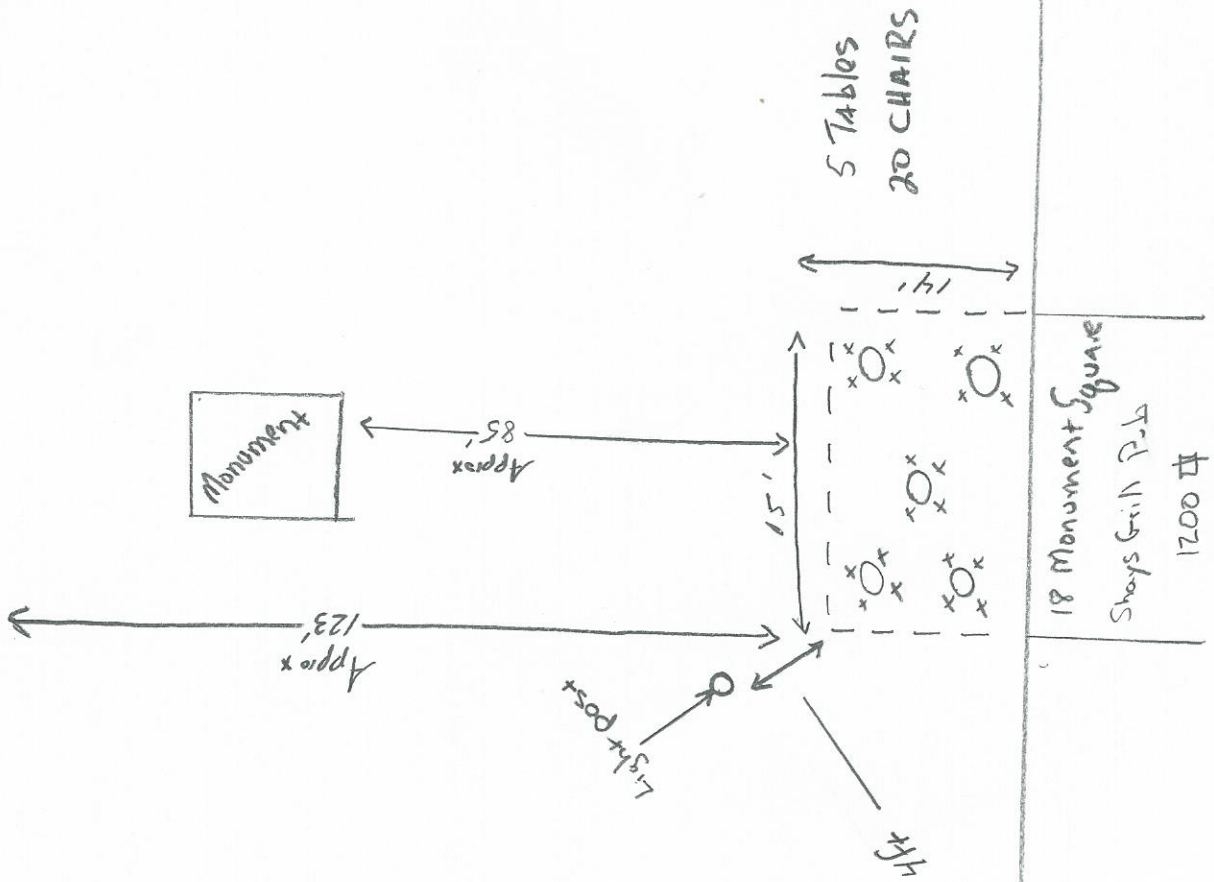 Monument
85'
Approx
123'
Approx
Light post
4ft
15'
14'
5 TABles
20 CHAIRS
18 Monument Square
Shays Grill Pub
1200 #